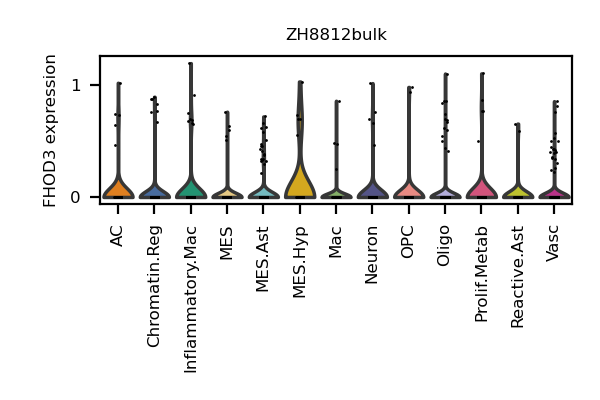 ZH8812bulk
FHOD3 expression
1
0
AC
Chromatin.Reg
Inflammatory.Mac
MES
MES.Ast
MES.Hyp
Mac
Neuron
OPC
Oligo
Prolif.Metab
Reactive.Ast
Vasc